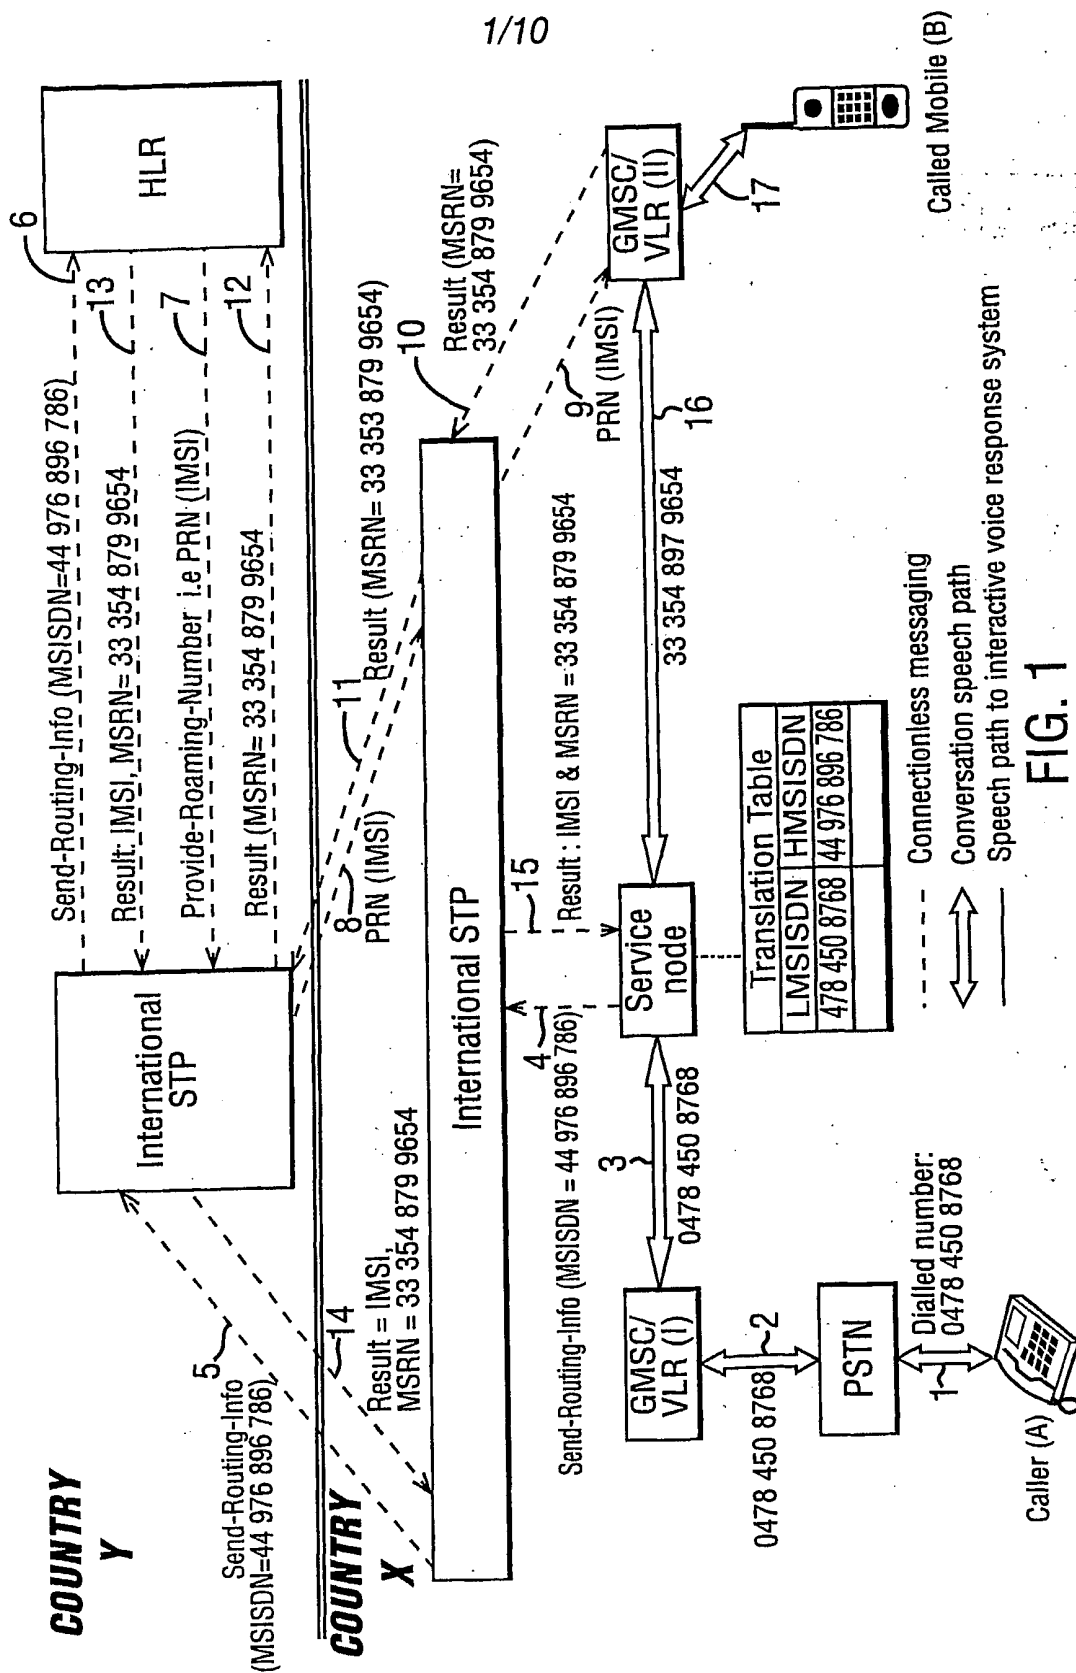 1/10
COUNTRY
Y
HLR
International
STP
Send-Routing-Info (MSISDN=44 976 896 786)
6
Result: IMSI, MSRN= 33 354 879 9654
13
Provide-Roaming-Number i.e PRN (IMSI)
7
Result (MSRN= 33 354 879 9654
12
5
Send-Routing-Info
(MSISDN=44 976 896 786)
14
Result = IMSI,
MSRN = 33 354 879 9654
8
PRN (IMSI)
11
Result (MSRN= 33 353 879 9654)
COUNTRY
X
International STP
10
Result (MSRN=
33 354 879 9654)
9
PRN (IMSI)
4
Send-Routing-Info (MSISDN = 44 976 896 786)
15
Result : IMSI & MSRN =33 354 879 9654
GMSC/
VLR (I)
3
0478 450 8768
Service
node
16
33 354 897 9654
GMSC/
VLR (II)
17
Called Mobile (B)
2
0478 450 8768
PSTN
1
Dialled number:
0478 450 8768
Caller (A)
Translation Table
LMSISDN HMSISDN
478 450 8768 44 976 896 786
Connectionless messaging
Conversation speech path
Speech path to interactive voice response system
FIG. 1